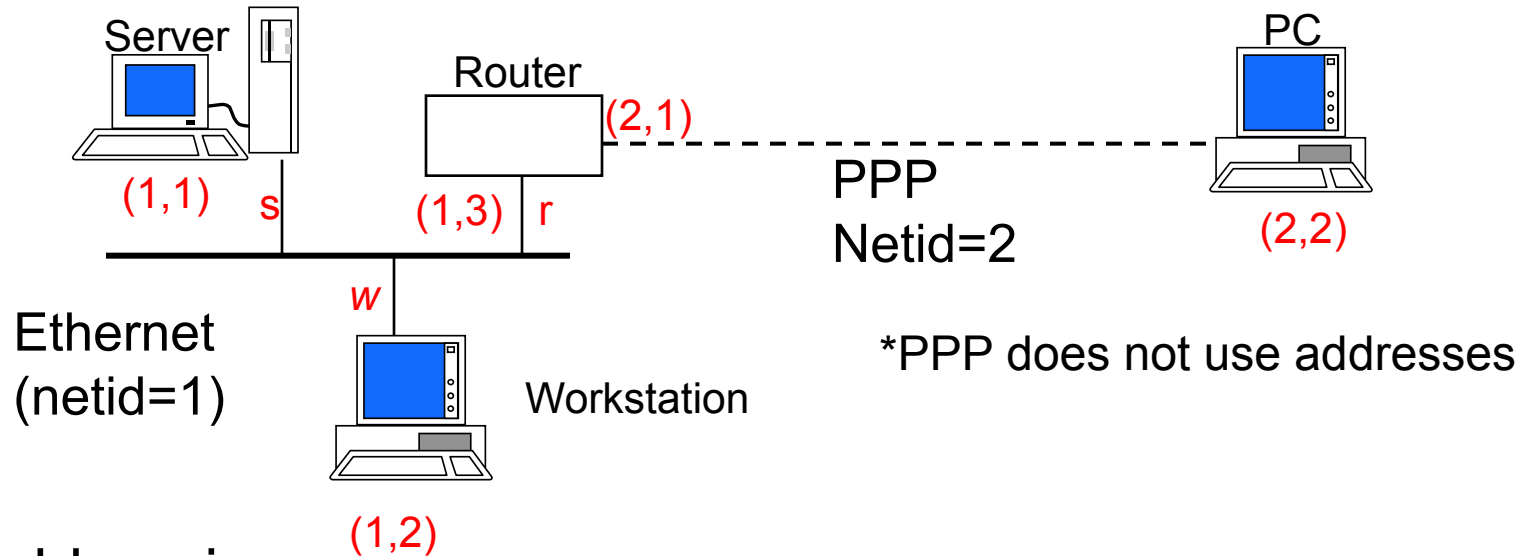 Server
Router
PC
(2,1)
(1,1)
s
(1,3)
r
PPP
Netid=2
(2,2)
w
Ethernet
(netid=1)
*PPP does not use addresses
Workstation
(1,2)